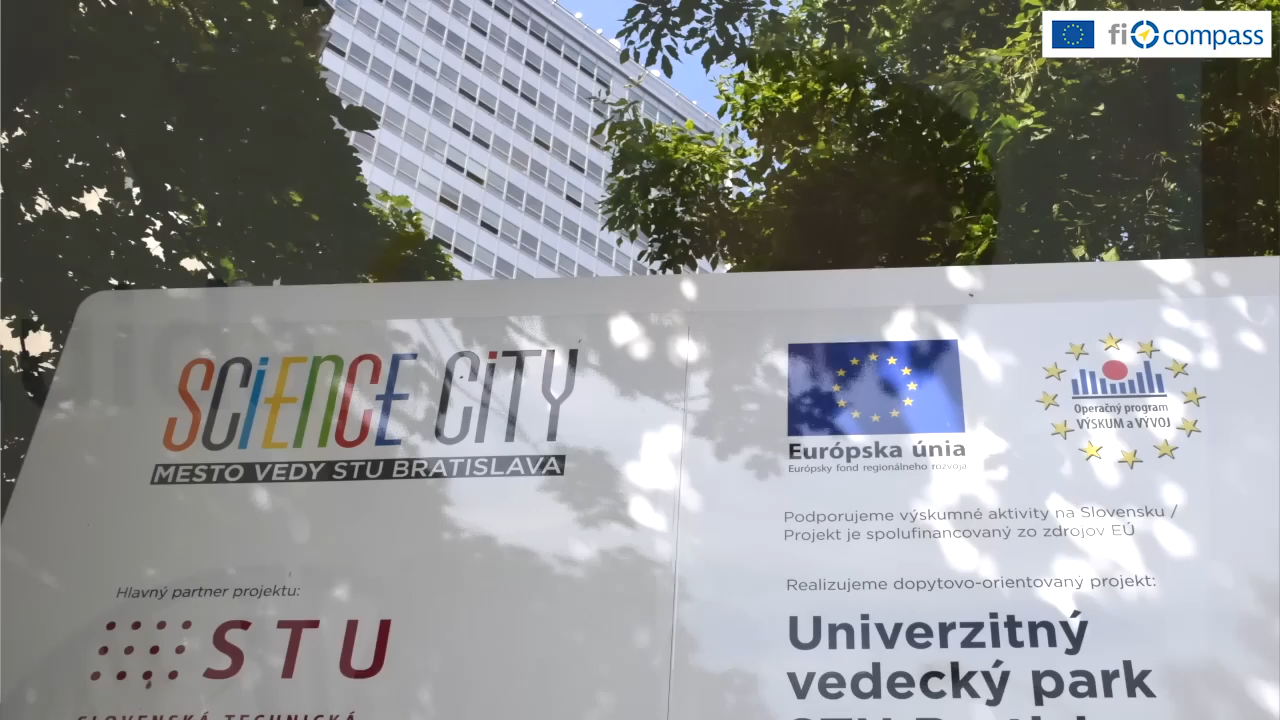 fi compass
SCiENCE CiTY
MESTO VEDY STU BRATISLAVA
Hlavný partner projektu:
STU
SLOVENSKÁ TECHNICKÁ
Európska únia
Európsky fond regionálneho rozvoja
Operačný program
VÝSKUM a VÝVOJ
Podporujeme výskumné aktivity na Slovensku /
Projekt je spolufinancovaný zo zdrojov EÚ
Realizujeme dopytovo-orientovaný projekt:
Univerzitný
vedecký park